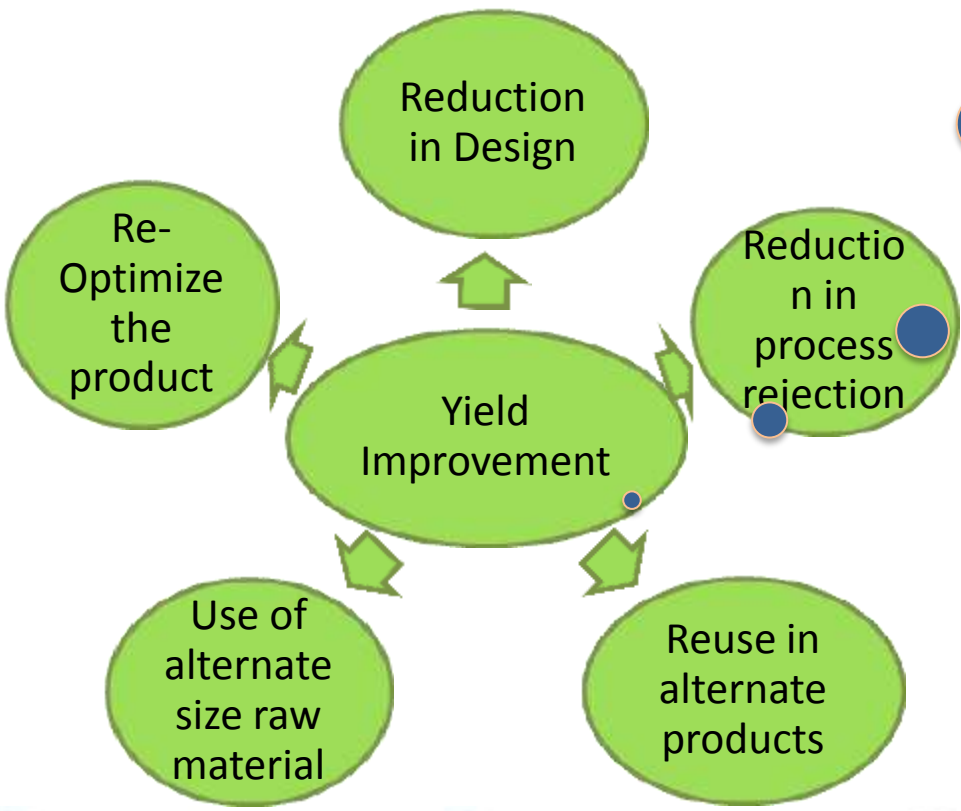 Reduction
in Design
Re-
Optimize
the
product
Reductio
n in
process
rejection
Yield
Improvement
Use of
alternate
size raw
material
Reuse in
alternate
products